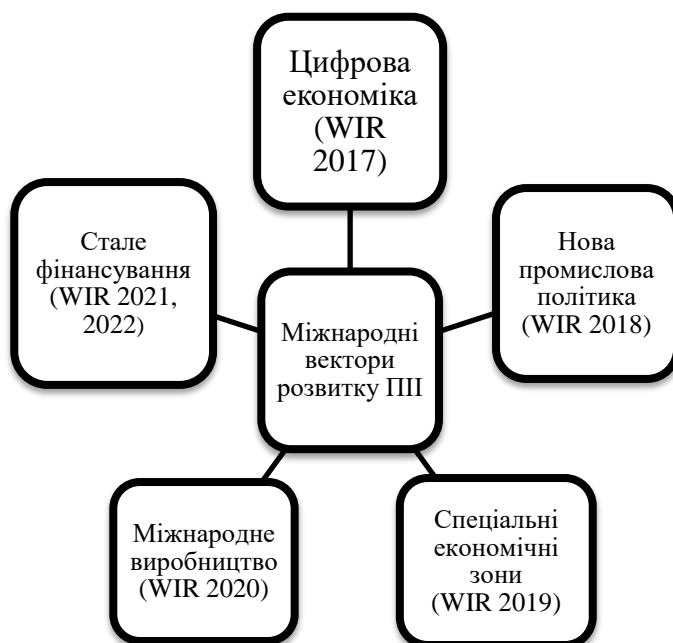 Цифрова
економіка
(WIR
2017)
Стале
фінансування
(WIR 2021,
2022)
Нова
промислова
політика
(WIR 2018)
Міжнародні
вектори
розвитку ПІІ
Міжнародне
виробництво
(WIR 2020)
Спеціальні
економічні
зони
(WIR 2019)